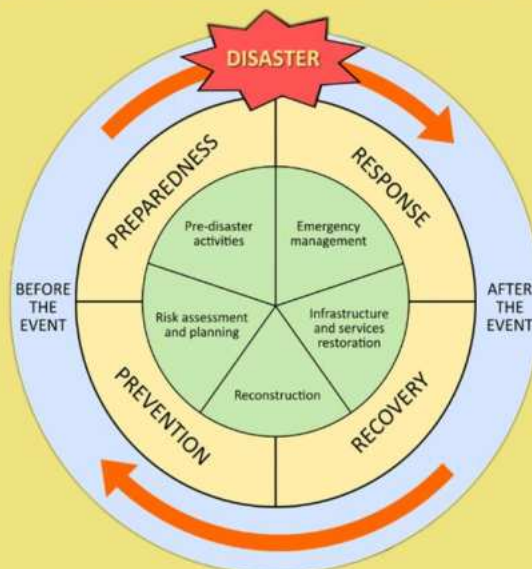 DISASTER
PREPAREDNESS
RESPONSE
Pre-disaster
activities
Emergency
management
BEFORE
THE
EVENT
AFTER
THE
EVENT
Risk assessment
and planning
Infrastructure
and services
restoration
Reconstruction
PREVENTION
RECOVERY